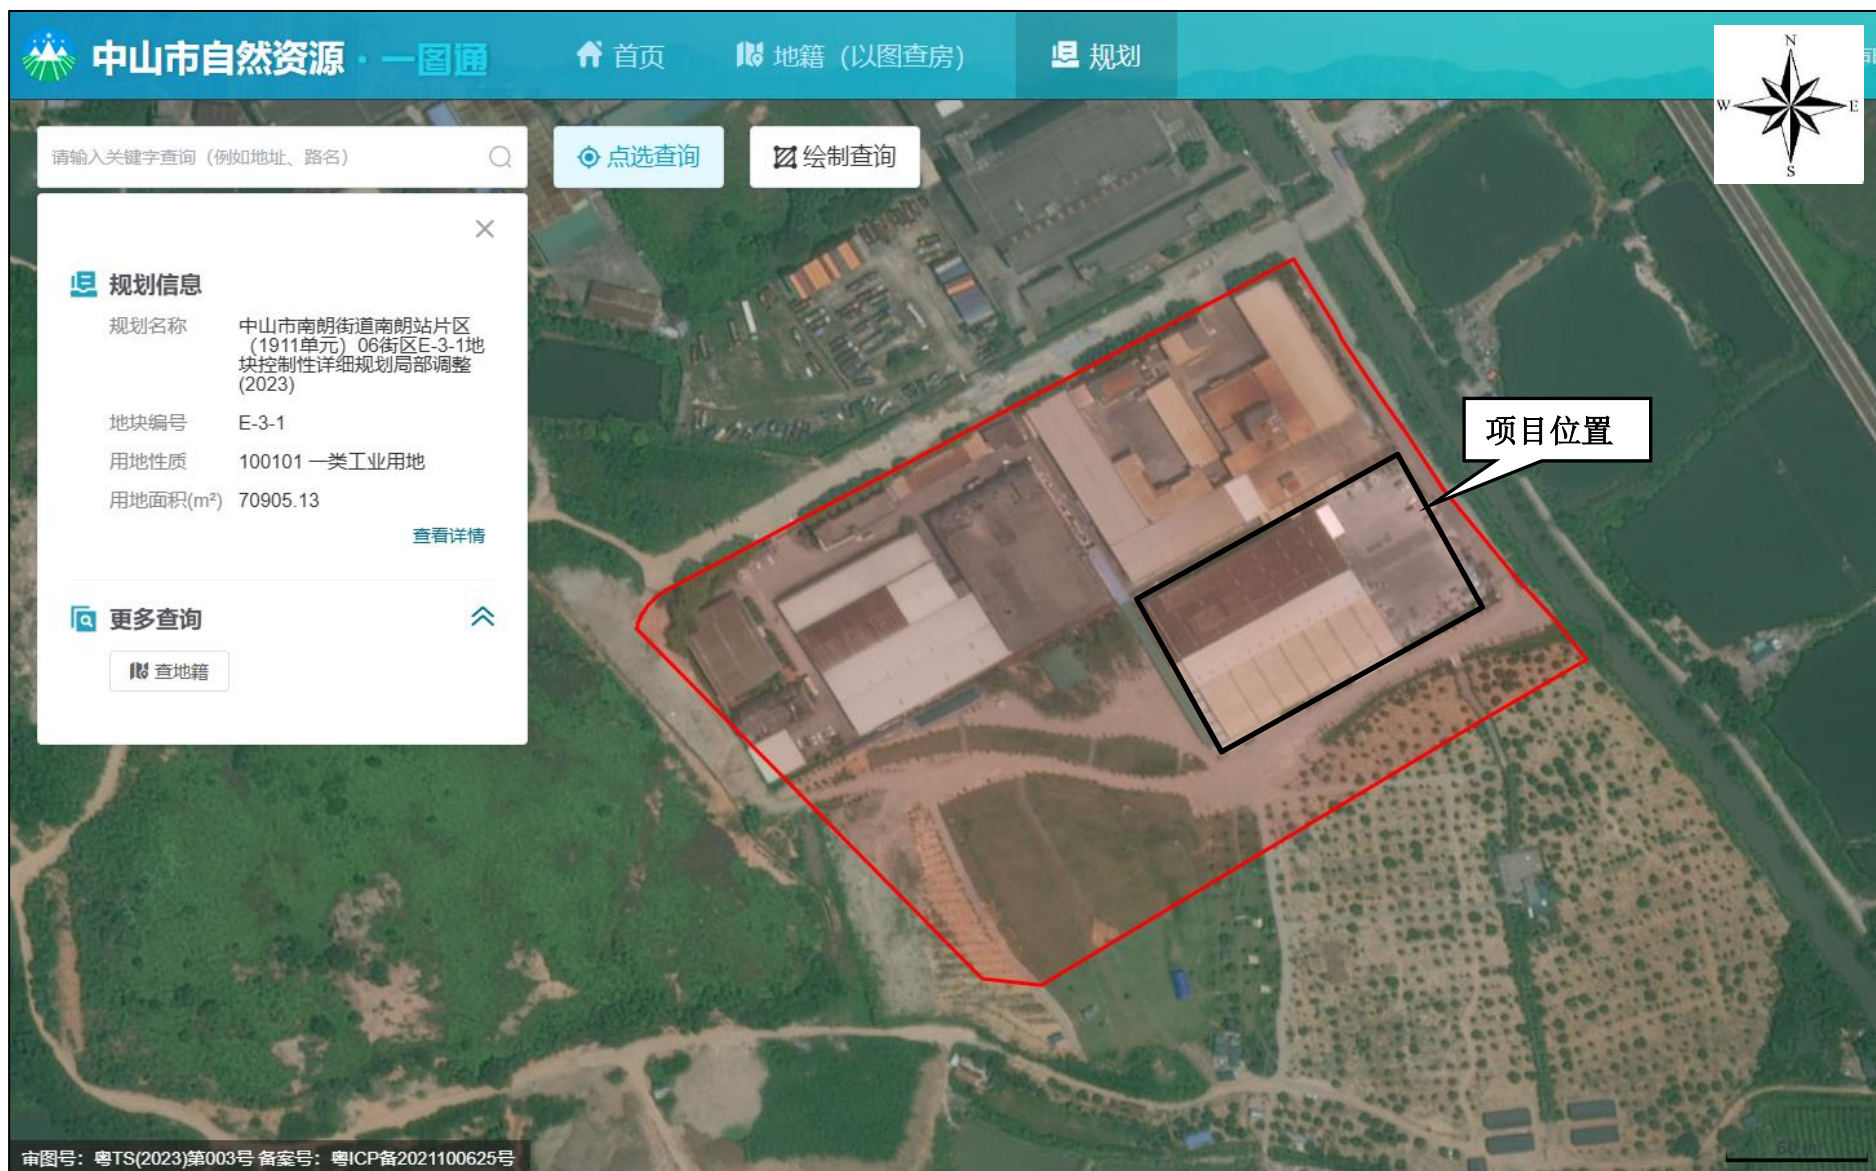 中山市自然资源·一图通
首页
地籍（以图查房）
规划
N
W
E
S
请输入关键字查询（例如地址、路名）
点选查询
绘制查询
规划信息
规划名称
中山市南朗街道南朗站片区
（1911单元）06街区E-3-1地
块控制性详细规划局部调整
(2023)
地块编号
E-3-1
用地性质
100101 一类工业用地
用地面积(m²)
70905.13
查看详情
更多查询
查地籍
项目位置
审图号：粤TS(2023)第003号 备案号：粤ICP备2021100625号